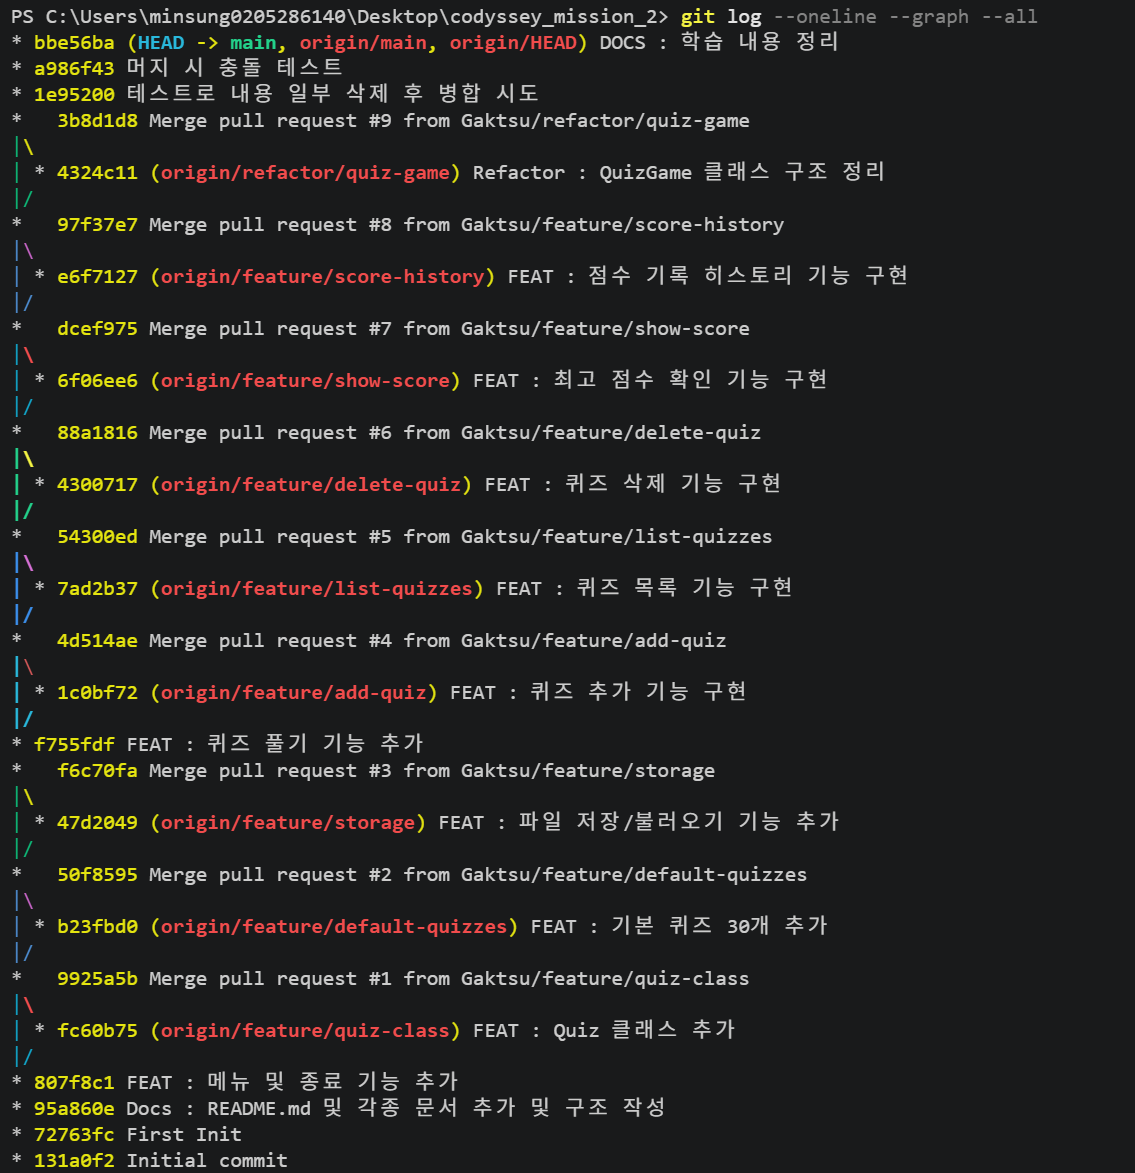 PS C:\Users\minsung0205286140\Desktop\codyssey_mission_2> git log --oneline --graph --all
* bbe56ba (HEAD -> main, origin/main, origin/HEAD) DOCS : 학습 내용 정리
* a986f43 머지 시 충돌 테스트
* 1e95200 테스트로 내용 일부 삭제 후 병합 시도
*   3b8d1d8 Merge pull request #9 from Gaktsu/refactor/quiz-game
|\
| * 4324c11 (origin/refactor/quiz-game) Refactor : QuizGame 클래스 구조 정리
|/
*   97f37e7 Merge pull request #8 from Gaktsu/feature/score-history
|\
| * e6f7127 (origin/feature/score-history) FEAT : 점수 기록 히스토리 기능 구현
|/
*   dcef975 Merge pull request #7 from Gaktsu/feature/show-score
|\
| * 6f06ee6 (origin/feature/show-score) FEAT : 최고 점수 확인 기능 구현
|/
*   88a1816 Merge pull request #6 from Gaktsu/feature/delete-quiz
|\
| * 4300717 (origin/feature/delete-quiz) FEAT : 퀴즈 삭제 기능 구현
|/
*   54300ed Merge pull request #5 from Gaktsu/feature/list-quizzes
|\
| * 7ad2b37 (origin/feature/list-quizzes) FEAT : 퀴즈 목록 기능 구현
|/
*   4d514ae Merge pull request #4 from Gaktsu/feature/add-quiz
|\
| * 1c0bf72 (origin/feature/add-quiz) FEAT : 퀴즈 추가 기능 구현
|/
* f755fdf FEAT : 퀴즈 풀기 기능 추가
*   f6c70fa Merge pull request #3 from Gaktsu/feature/storage
|\
| * 47d2049 (origin/feature/storage) FEAT : 파일 저장/불러오기 기능 추가
|/
*   50f8595 Merge pull request #2 from Gaktsu/feature/default-quizzes
|\
| * b23fbd0 (origin/feature/default-quizzes) FEAT : 기본 퀴즈 30개 추가
|/
*   9925a5b Merge pull request #1 from Gaktsu/feature/quiz-class
|\
| * fc60b75 (origin/feature/quiz-class) FEAT : Quiz 클래스 추가
|/
* 807f8c1 FEAT : 메뉴 및 종료 기능 추가
* 95a860e Docs : README.md 및 각종 문서 추가 및 구조 작성
* 72763fc First Init
* 131a0f2 Initial commit